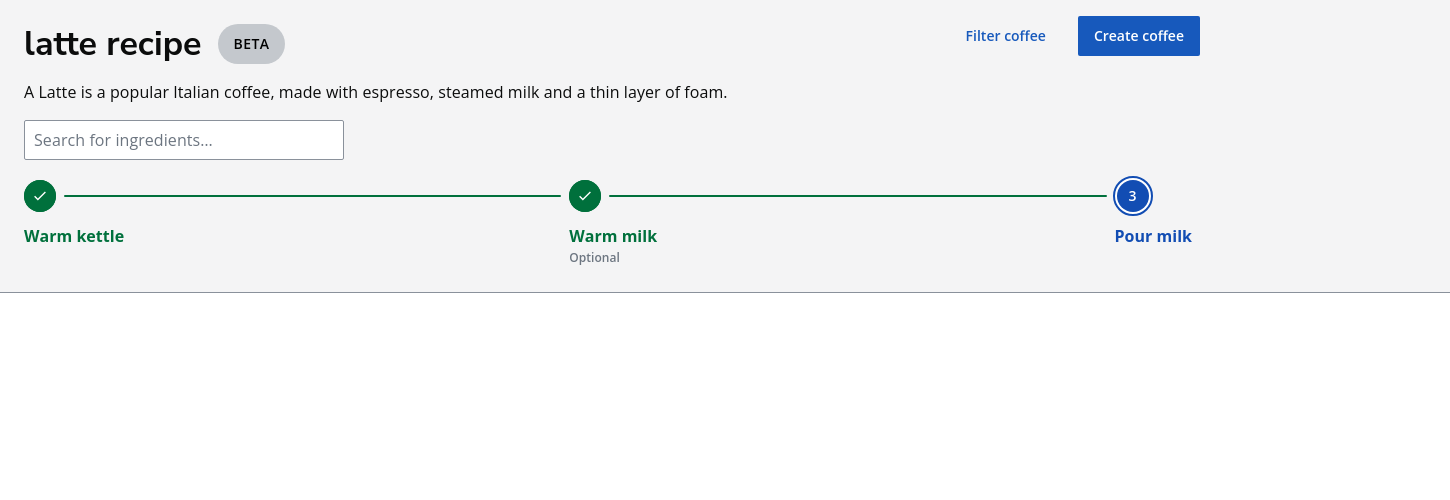 latte recipe BETA
Filter coffee Create coffee
A Latte is a popular Italian coffee, made with espresso, steamed milk and a thin layer of foam.
Search for ingredients...
3
Warm kettle Warm milk Pour milk
Optional